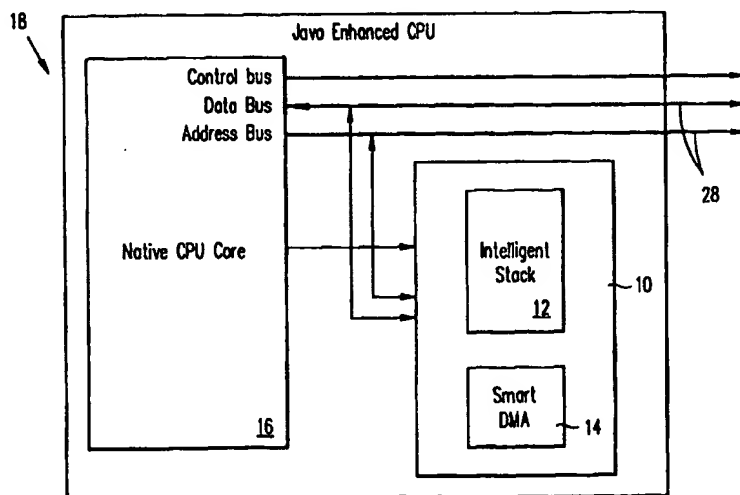 18
Java Enhanced CPU
Control bus
Data Bus
Address Bus
28
Native CPU Core
Intelligent
Stack
12
10
Smart
DMA
14
16